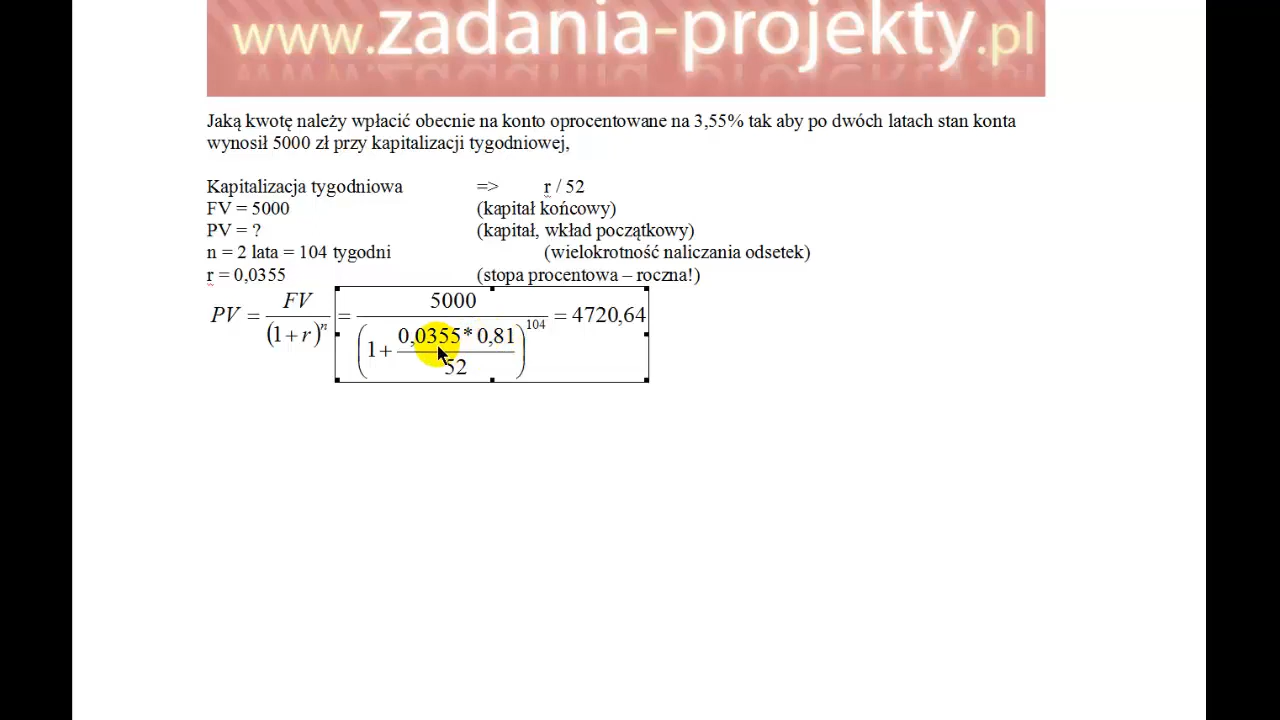 www.zadania-projekty.pl
Jaką kwotę należy wpłacić obecnie na konto oprocentowane na 3,55% tak aby po dwóch latach stan konta
wynosił 5000 zł przy kapitalizacji tygodniowej,
Kapitalizacja tygodniowa => r / 52
FV = 5000 (kapitał końcowy)
PV = ? (kapitał, wkład początkowy)
n = 2 lata = 104 tygodni (wielokrotność naliczania odsetek)
r = 0,0355 (stopa procentowa – roczna!)
PV = FV / (1 + r)^n = 5000 / (1 + 0,0355 * 0,81 / 52)^104 = 4720,64